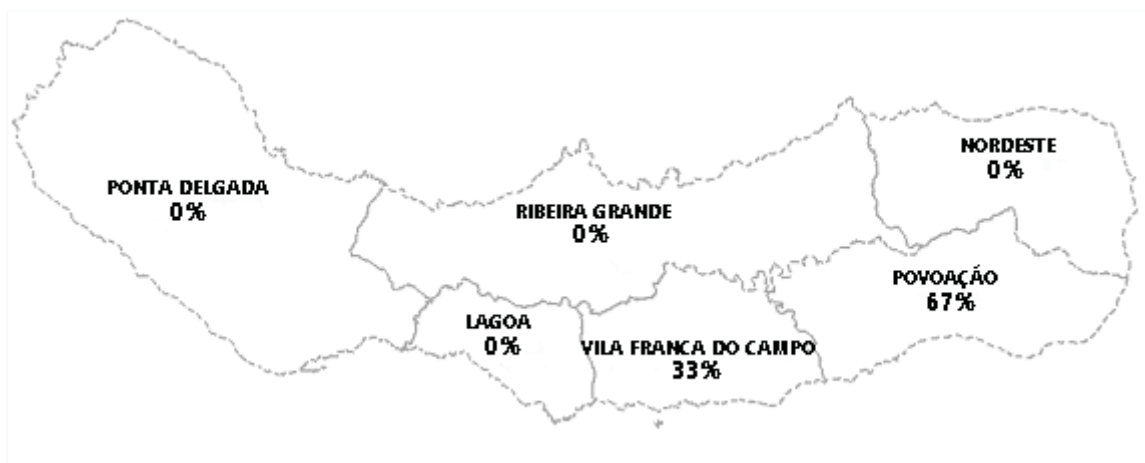 NORDESTE
0%
PONTA DELGADA
0%
RIBEIRA GRANDE
0%
POVOAÇÃO
67%
LAGOA
0%
VILA FRANCA DO CAMPO
33%